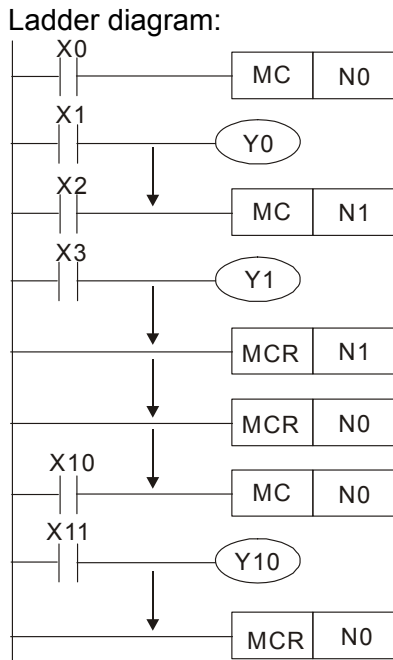 Ladder diagram:
X0
MC N0
X1
Y0
X2
MC N1
X3
Y1
MCR N1
MCR N0
X10
MC N0
X11
Y10
MCR N0